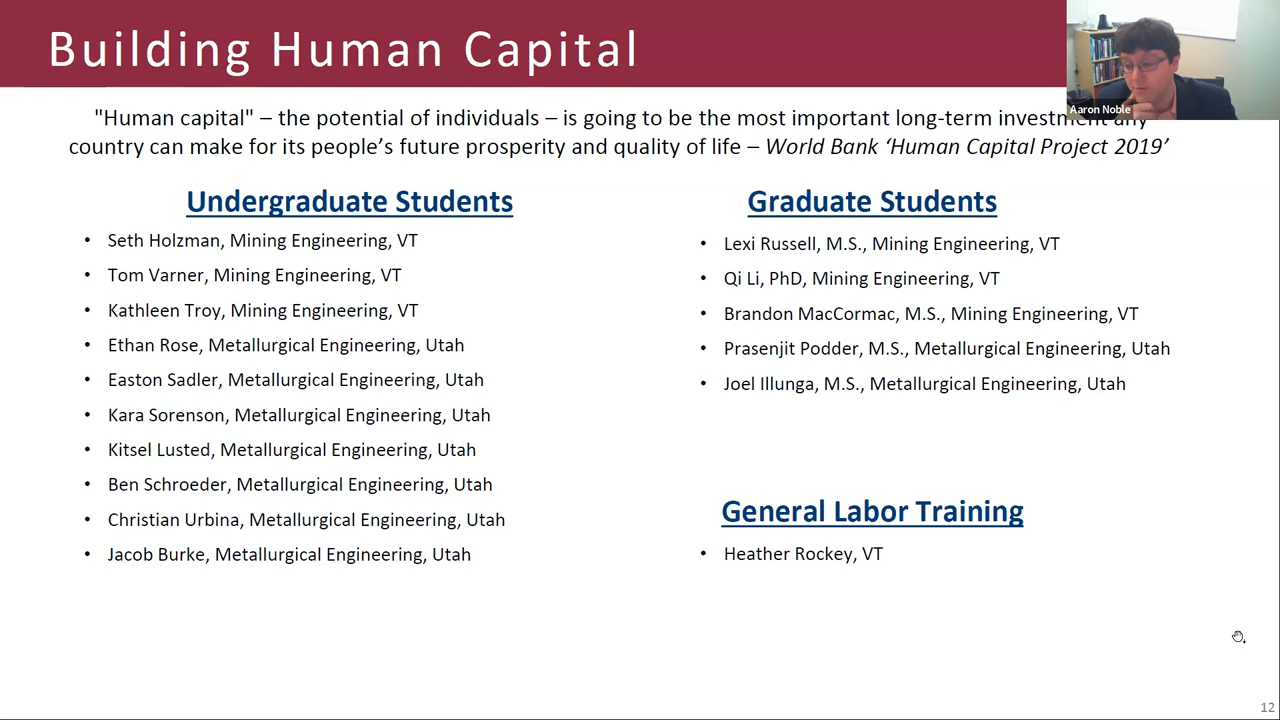 Building Human Capital
Aaron Noble
"Human capital" – the potential of individuals – is going to be the most important long-term investment any
country can make for its people's future prosperity and quality of life – World Bank 'Human Capital Project 2019'
Undergraduate Students
• Seth Holzman, Mining Engineering, VT
• Tom Varner, Mining Engineering, VT
• Kathleen Troy, Mining Engineering, VT
• Ethan Rose, Metallurgical Engineering, Utah
• Easton Sadler, Metallurgical Engineering, Utah
• Kara Sorenson, Metallurgical Engineering, Utah
• Kitsel Lusted, Metallurgical Engineering, Utah
• Ben Schroeder, Metallurgical Engineering, Utah
• Christian Urbina, Metallurgical Engineering, Utah
• Jacob Burke, Metallurgical Engineering, Utah
Graduate Students
• Lexi Russell, M.S., Mining Engineering, VT
• Qi Li, PhD, Mining Engineering, VT
• Brandon MacCormac, M.S., Mining Engineering, VT
• Prasenjit Podder, M.S., Metallurgical Engineering, Utah
• Joel Illunga, M.S., Metallurgical Engineering, Utah
General Labor Training
• Heather Rockey, VT
12